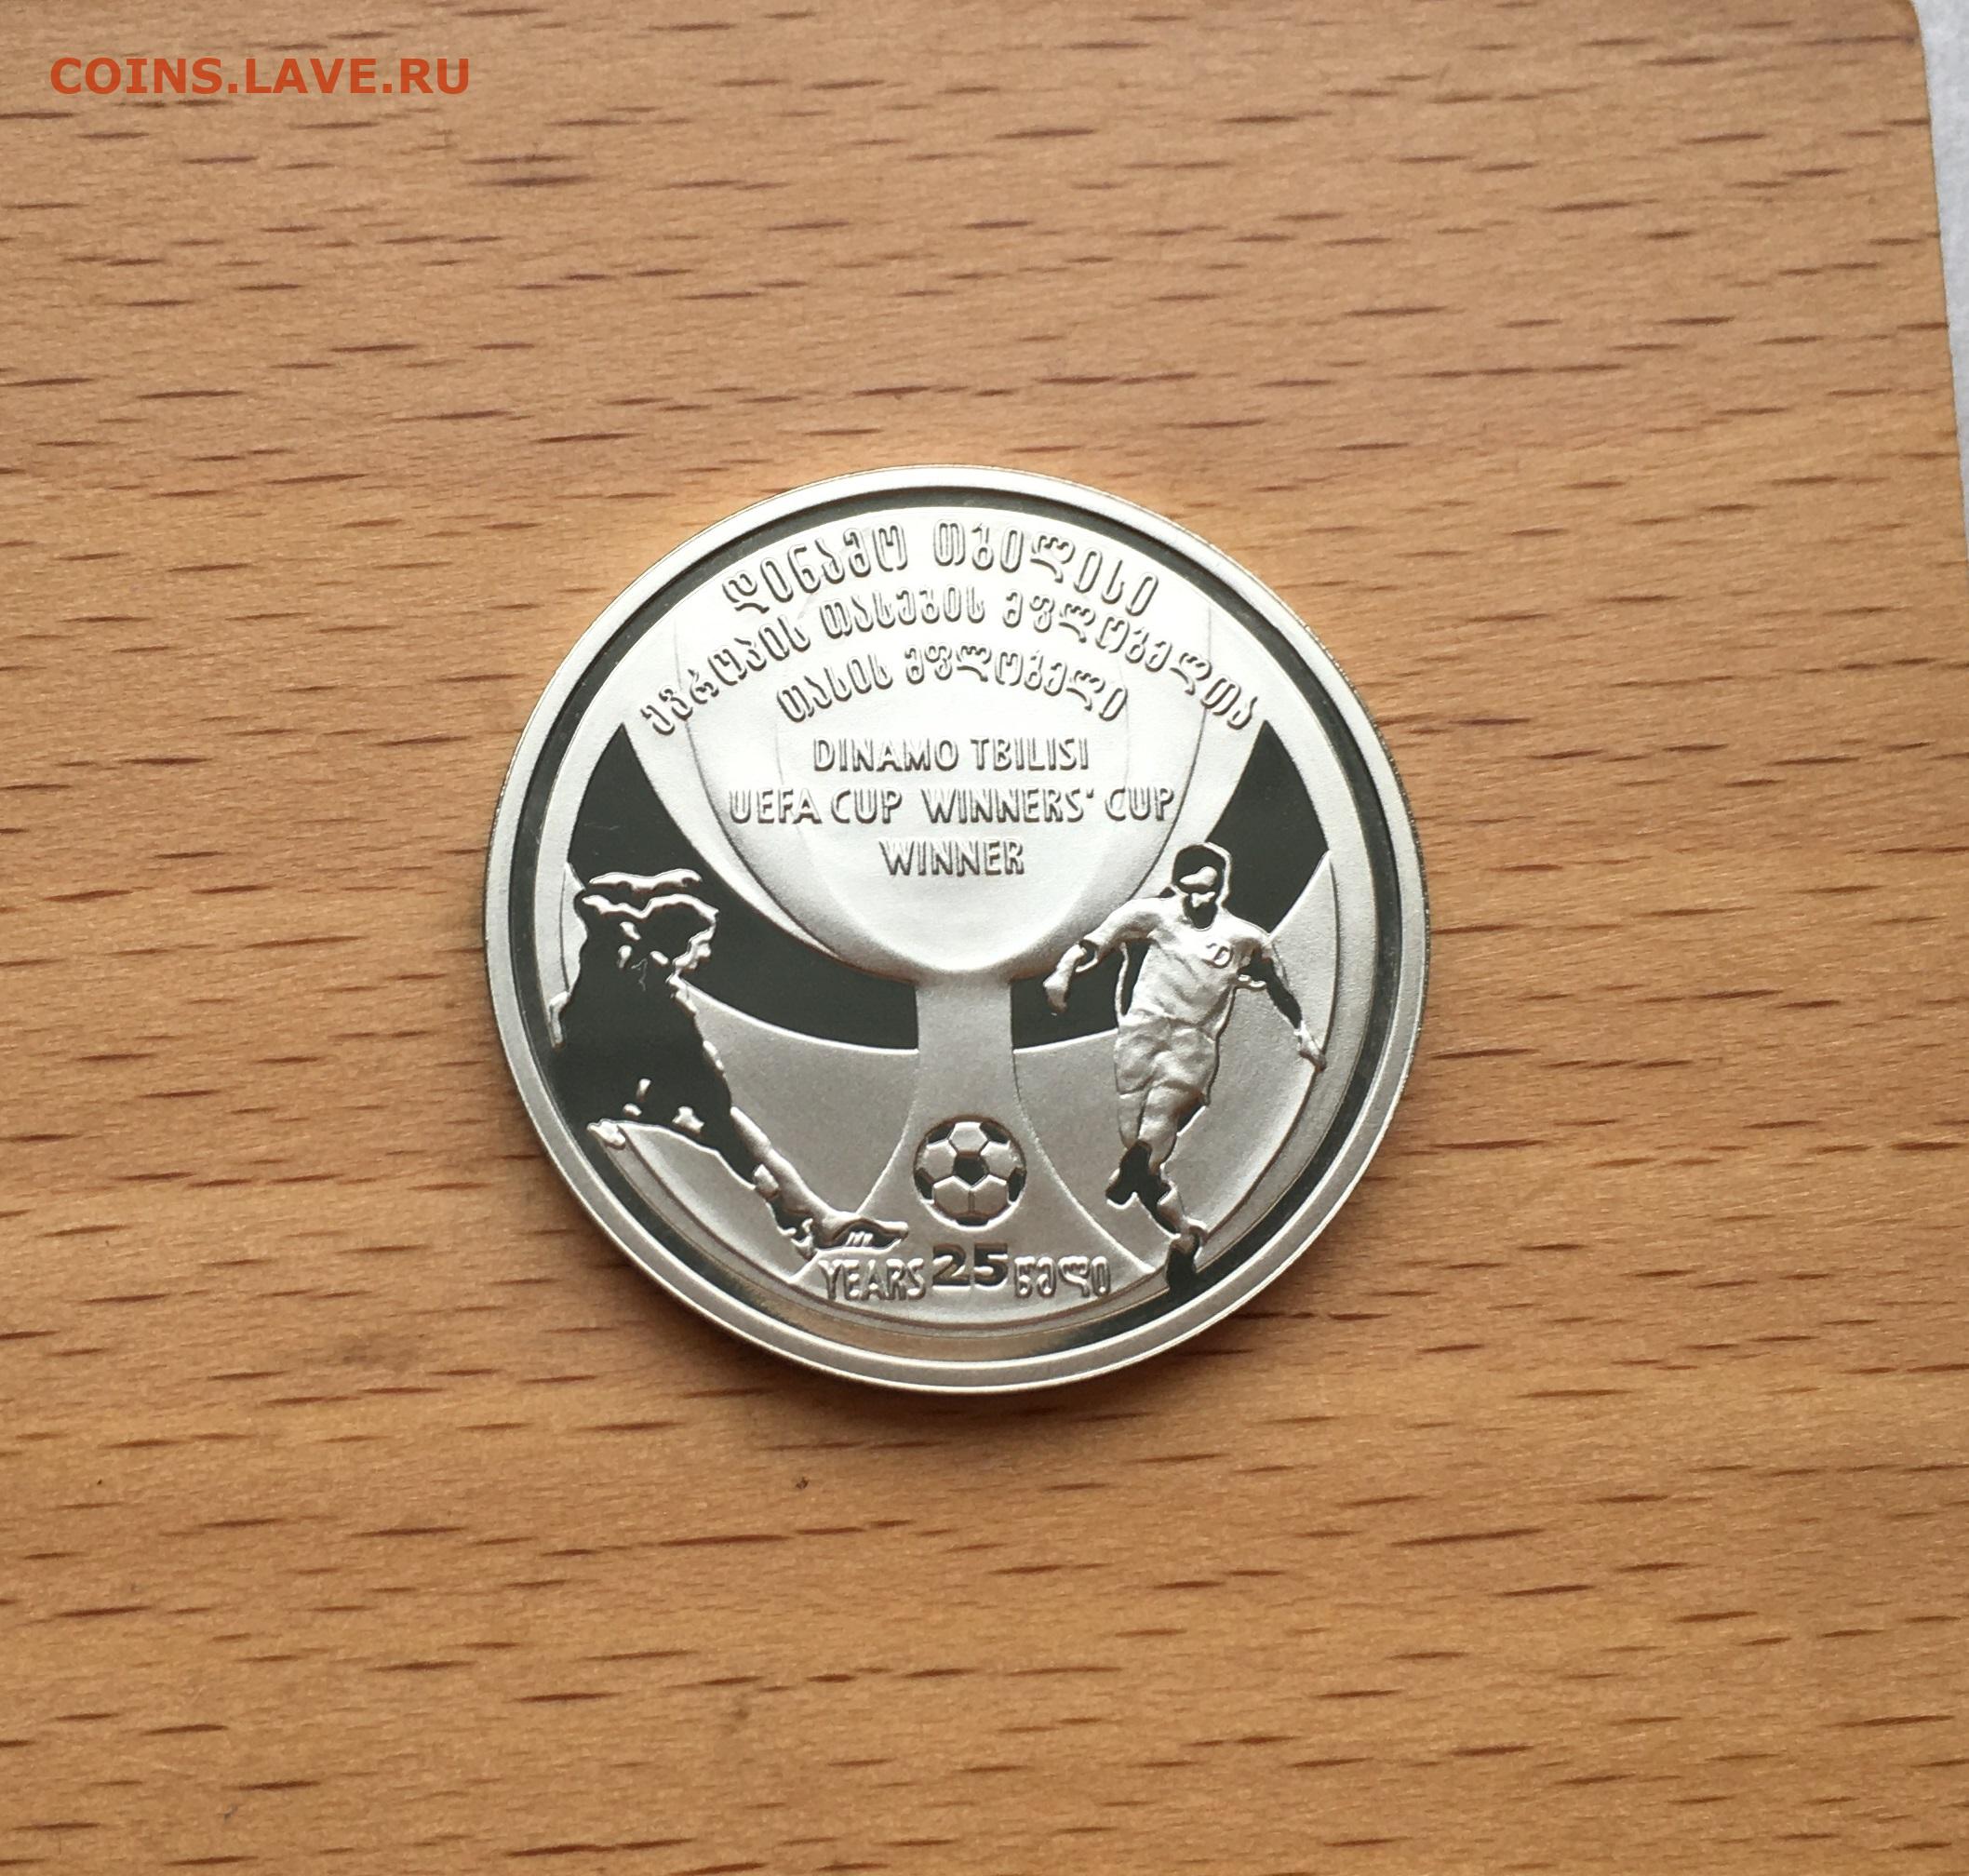 COINS.LAVE.RU
დინამო თბილისი
ევროპის თასების მფლობელთა
თასის მფლობელი
DINAMO TBILISI
UEFA CUP WINNERS' CUP
WINNER
D
YEARS 25 წელი